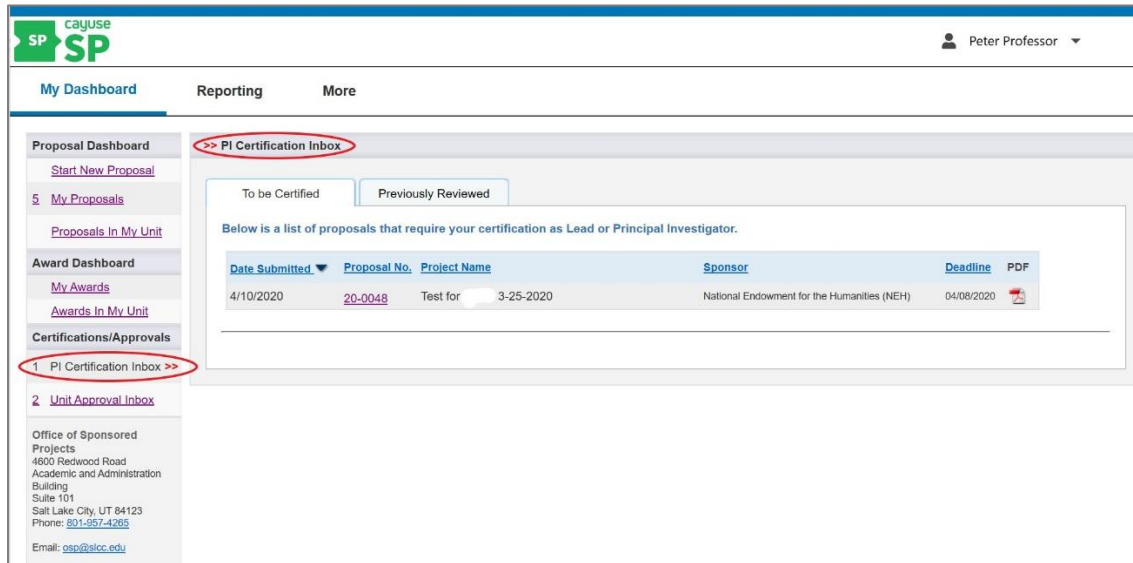 SP cayuse SP
Peter Professor
My Dashboard Reporting More
Proposal Dashboard
Start New Proposal
5 My Proposals
Proposals In My Unit
Award Dashboard
My Awards
Awards In My Unit
Certifications/Approvals
1 PI Certification Inbox >>
2 Unit Approval Inbox
Office of Sponsored
Projects
4600 Redwood Road
Academic and Administration
Building
Suite 101
Salt Lake City, UT 84123
Phone: 801-957-4265
Email: osp@slcc.edu
>> PI Certification Inbox
To be Certified Previously Reviewed
Below is a list of proposals that require your certification as Lead or Principal Investigator.
Date Submitted Proposal No. Project Name Sponsor Deadline PDF
4/10/2020 20-0048 Test for 3-25-2020 National Endowment for the Humanities (NEH) 04/08/2020